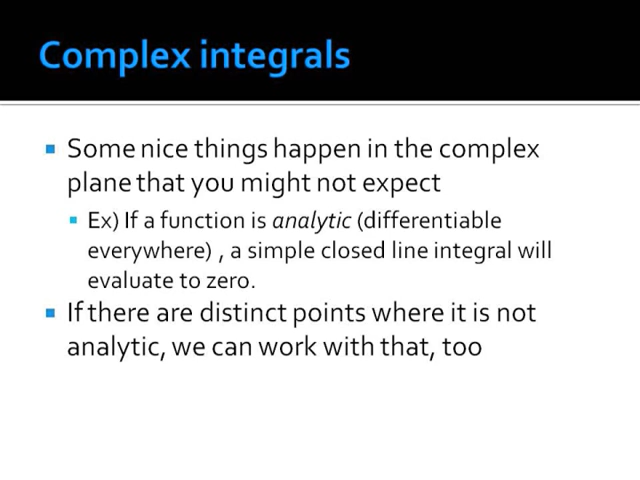 Complex integrals
Some nice things happen in the complex
plane that you might not expect
Ex) If a function is analytic (differentiable
everywhere) , a simple closed line integral will
evaluate to zero.
If there are distinct points where it is not
analytic, we can work with that, too